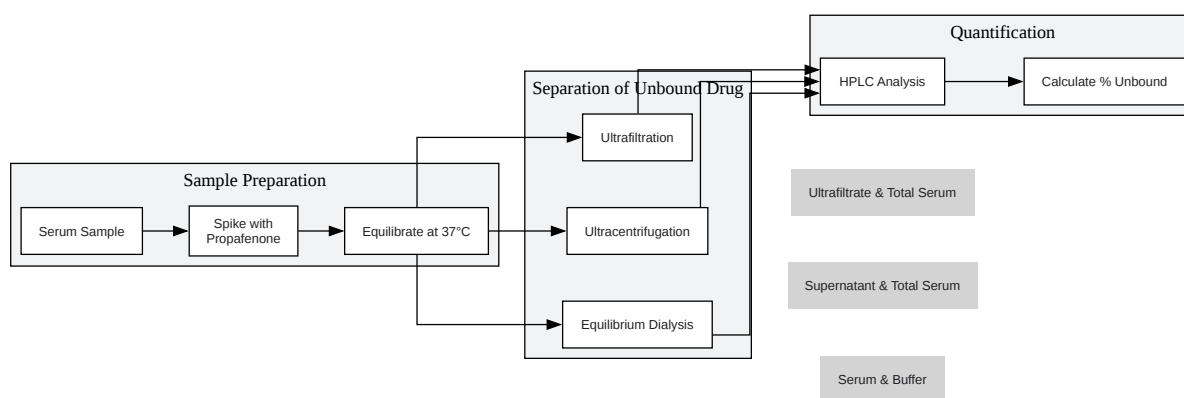 Quantification
HPLC Analysis
Calculate % Unbound
Separation of Unbound Drug
Ultrafiltration
Sample Preparation
Ultrafiltrate & Total Serum
Serum Sample
Spike with
Propafenone
Equilibrate at 37°C
Ultracentrifugation
Supernatant & Total Serum
Equilibrium Dialysis
Serum & Buffer